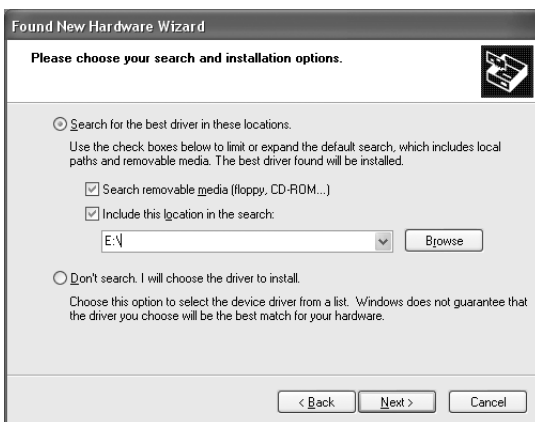 Found New Hardware Wizard
Please choose your search and installation options.
Search for the best driver in these locations.
Use the check boxes below to limit or expand the default search, which includes local
paths and removable media. The best driver found will be installed.
Search removable media (floppy, CD-ROM...)
Include this location in the search:
E:\
Browse
Don't search. I will choose the driver to install.
Choose this option to select the device driver from a list. Windows does not guarantee that
the driver you choose will be the best match for your hardware.
< Back Next > Cancel